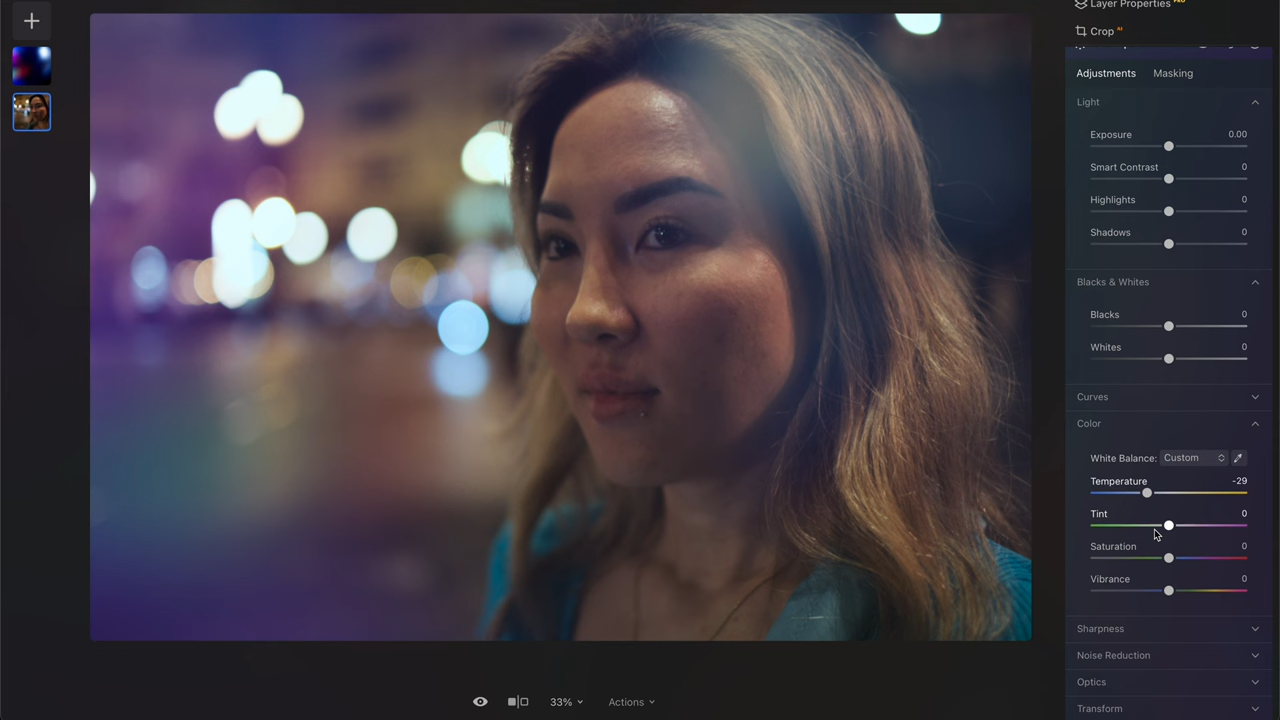 Layer Properties PRO
Crop AI
Adjustments Masking
Light
Exposure 0.00
Smart Contrast 0
Highlights 0
Shadows 0
Blacks & Whites
Blacks 0
Whites 0
Curves
Color
White Balance: Custom
Temperature -29
Tint 0
Saturation 0
Vibrance 0
Sharpness
Noise Reduction
Optics
Transform
33% Actions